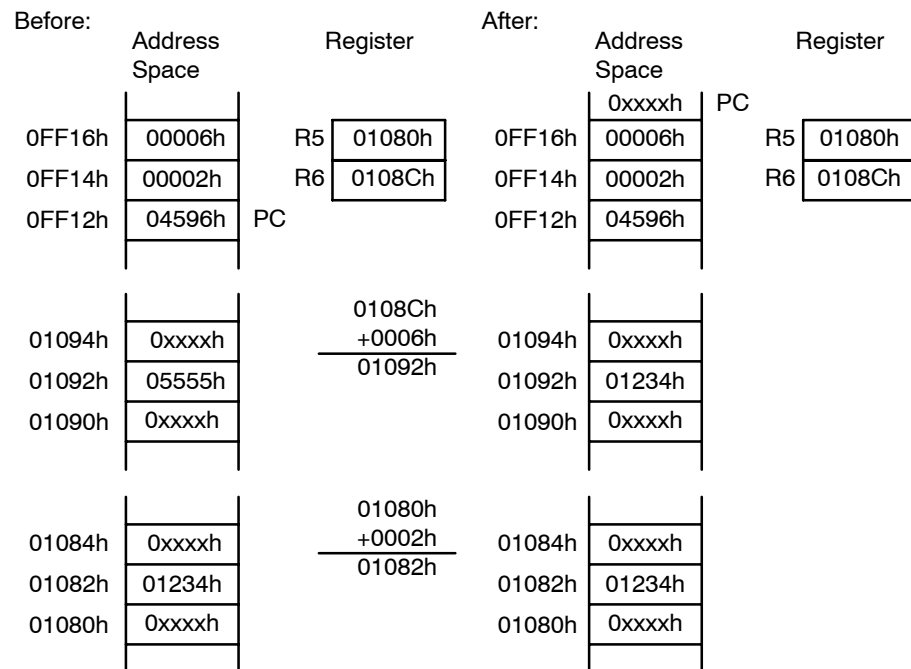 Before:
After:
Address Space
Register
Address Space
Register
0xxxxh PC
0FF16h 00006h R5 01080h 0FF16h 00006h R5 01080h
0FF14h 00002h R6 0108Ch 0FF14h 00002h R6 0108Ch
0FF12h 04596h PC 0FF12h 04596h
0108Ch
01094h 0xxxxh +0006h 01094h 0xxxxh
01092h 05555h 01092h 01092h 01234h
01090h 0xxxxh 01090h 0xxxxh
01080h
01084h 0xxxxh +0002h 01084h 0xxxxh
01082h 01234h 01082h 01082h 01234h
01080h 0xxxxh 01080h 0xxxxh